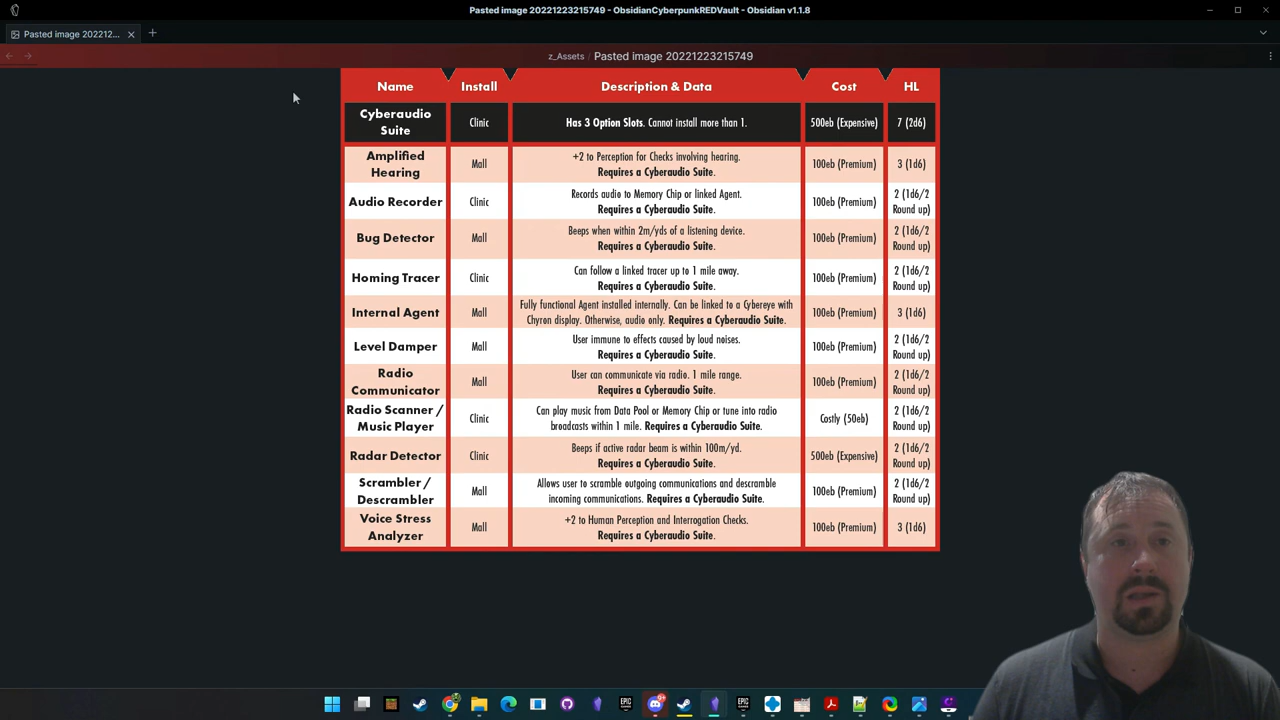 Pasted image 20221223215749 - ObsidianCyberpunkREDVault - Obsidian v1.1.8
Pasted image 202212...
z_Assets / Pasted image 20221223215749
Name Install Description & Data Cost HL
Cyberaudio
Suite
Clinic
Has 3 Option Slots. Cannot install more than 1.
500eb (Expensive)
7 (2d6)
Amplified
Hearing
Mall
+2 to Perception for Checks involving hearing.
Requires a Cyberaudio Suite.
100eb (Premium)
3 (1d6)
Audio Recorder
Clinic
Records audio to Memory Chip or linked Agent.
Requires a Cyberaudio Suite.
100eb (Premium)
2 (1d6/2
Round up)
Bug Detector
Mall
Beeps when within 2m/yds of a listening device.
Requires a Cyberaudio Suite.
100eb (Premium)
2 (1d6/2
Round up)
Homing Tracer
Clinic
Can follow a linked tracer up to 1 mile away.
Requires a Cyberaudio Suite.
100eb (Premium)
2 (1d6/2
Round up)
Internal Agent
Mall
Fully functional Agent installed internally. Can be linked to a Cybereye with
Chyron display. Otherwise, audio only. Requires a Cyberaudio Suite.
100eb (Premium)
3 (1d6)
Level Damper
Mall
User immune to effects caused by loud noises.
Requires a Cyberaudio Suite.
100eb (Premium)
2 (1d6/2
Round up)
Radio
Communicator
Mall
User can communicate via radio. 1 mile range.
Requires a Cyberaudio Suite.
100eb (Premium)
2 (1d6/2
Round up)
Radio Scanner /
Music Player
Clinic
Can play music from Data Pool or Memory Chip or tune into radio
broadcasts within 1 mile. Requires a Cyberaudio Suite.
Costly (50eb)
2 (1d6/2
Round up)
Radar Detector
Clinic
Beeps if active radar beam is within 100m/yd.
Requires a Cyberaudio Suite.
500eb (Expensive)
2 (1d6/2
Round up)
Scrambler /
Descrambler
Mall
Allows user to scramble outgoing communications and descramble
incoming communications. Requires a Cyberaudio Suite.
100eb (Premium)
2 (1d6/2
Round up)
Voice Stress
Analyzer
Mall
+2 to Human Perception and Interrogation Checks.
Requires a Cyberaudio Suite.
100eb (Premium)
3 (1d6)
EPIC
EPIC